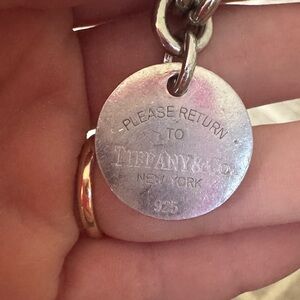 PLEASE RETURN
TO
TIFFANY & CO.
NEW YORK
925